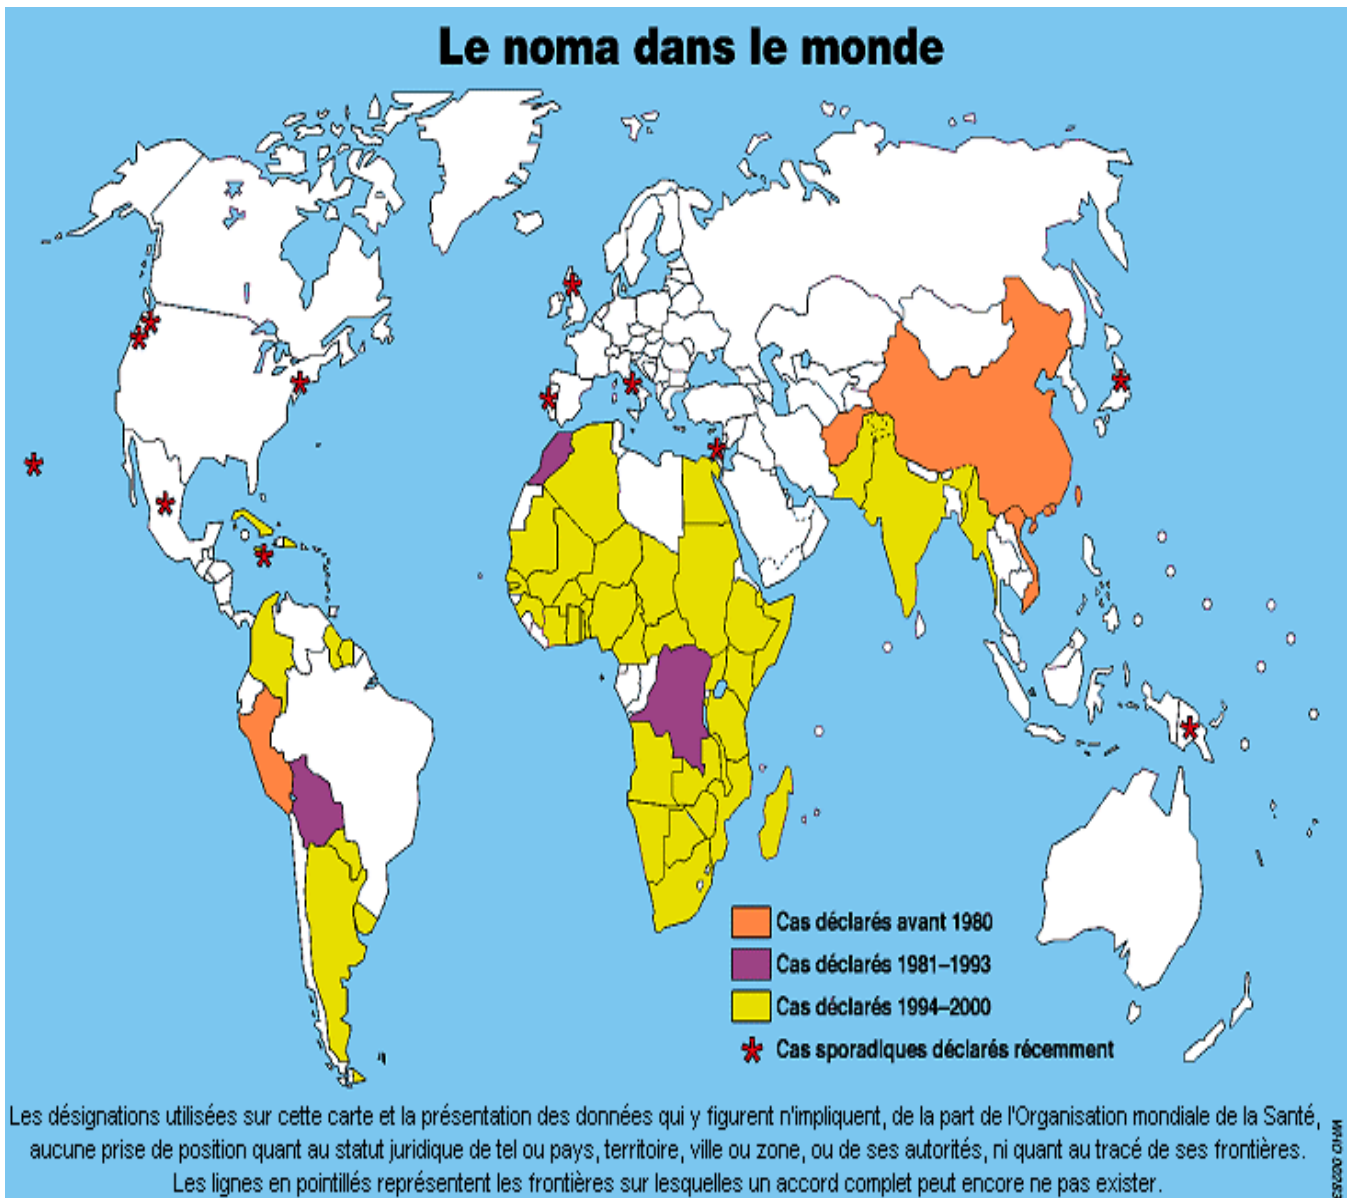 Le noma dans le monde
Cas déclarés avant 1980
Cas déclarés 1981–1993
Cas déclarés 1994–2000
Cas sporadiques déclarés récemment
Les désignations utilisées sur cette carte et la présentation des données qui y figurent n'impliquent, de la part de l'Organisation mondiale de la Santé,
aucune prise de position quant au statut juridique de tel ou pays, territoire, ville ou zone, ou de ses autorités, ni quant au tracé de ses frontières.
Les lignes en pointillés représentent les frontières sur lesquelles un accord complet peut encore ne pas exister.
WHO